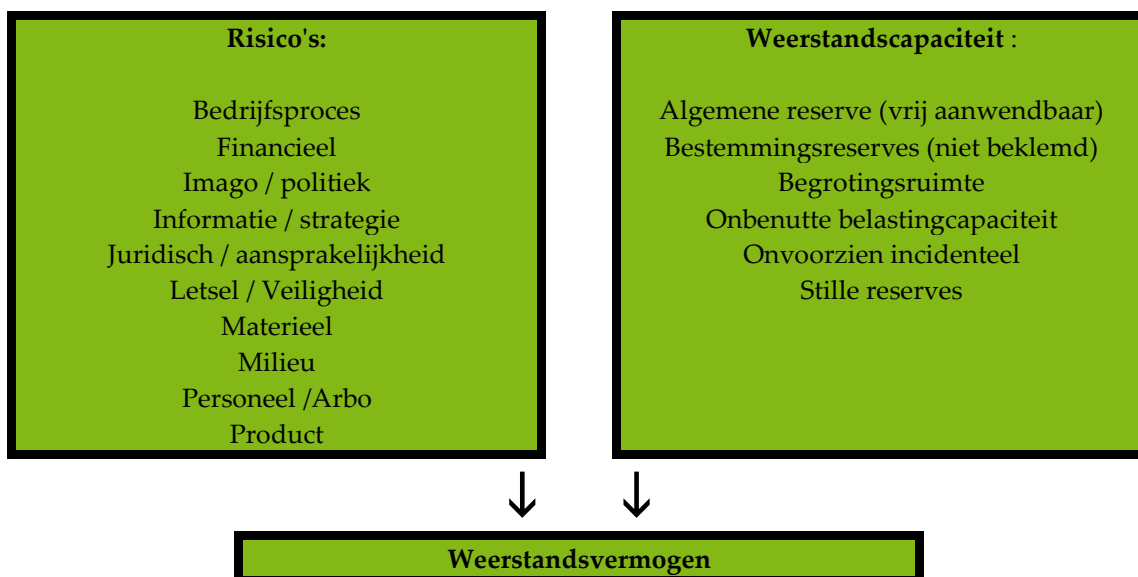 Risico's:
Bedrijfsproces
Financieel
Imago / politiek
Informatie / strategie
Juridisch / aansprakelijkheid
Letsel / Veiligheid
Materieel
Milieu
Personeel /Arbo
Product
Weerstandscapaciteit :
Algemene reserve (vrij aanwendbaar)
Bestemmingsreserves (niet beklemd)
Begrotingsruimte
Onbenutte belastingcapaciteit
Onvoorzien incidenteel
Stille reserves
Weerstandsvermogen